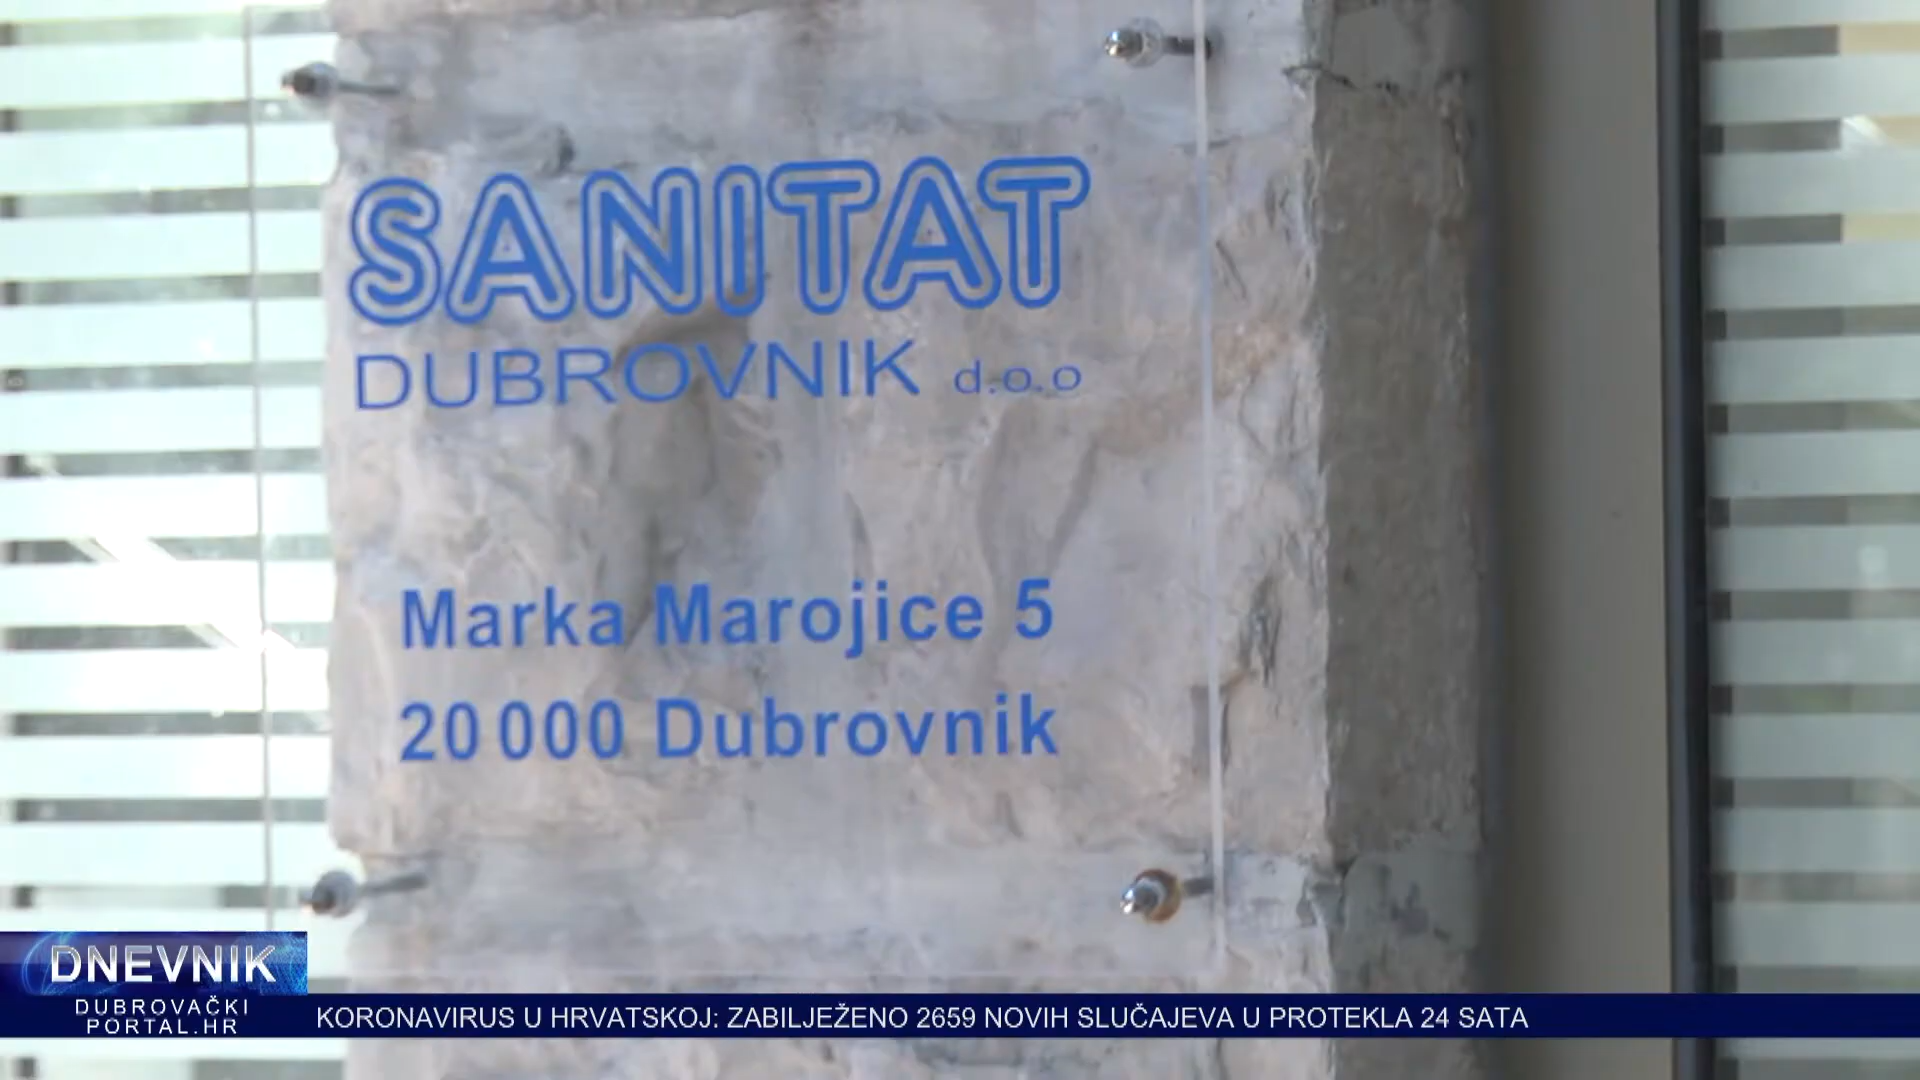 SANITAT
DUBROVNIK d.o.o
Marka Marojice 5
20 000 Dubrovnik
DNEVNIK
DUBROVAČKI
PORTAL.HR
KORONAVIRUS U HRVATSKOJ: ZABILJEŽENO 2659 NOVIH SLUČAJEVA U PROTEKLA 24 SATA